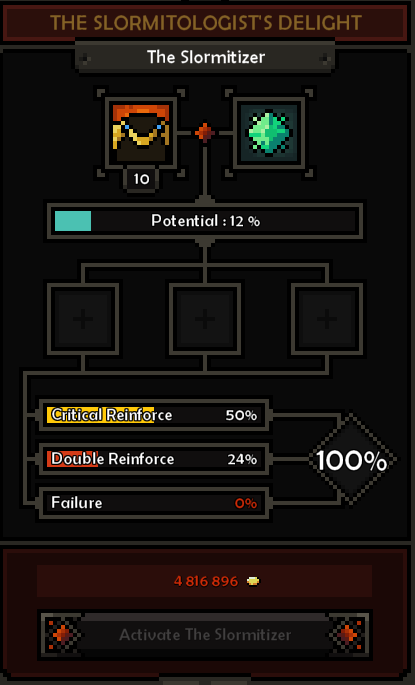 THE SLORMITOLOGIST'S DELIGHT
The Slormitizer
10
Potential : 12 %
Critical Reinforce 50%
Double Reinforce 24%
100%
Failure 0%
4 816 896
Activate The Slormitizer